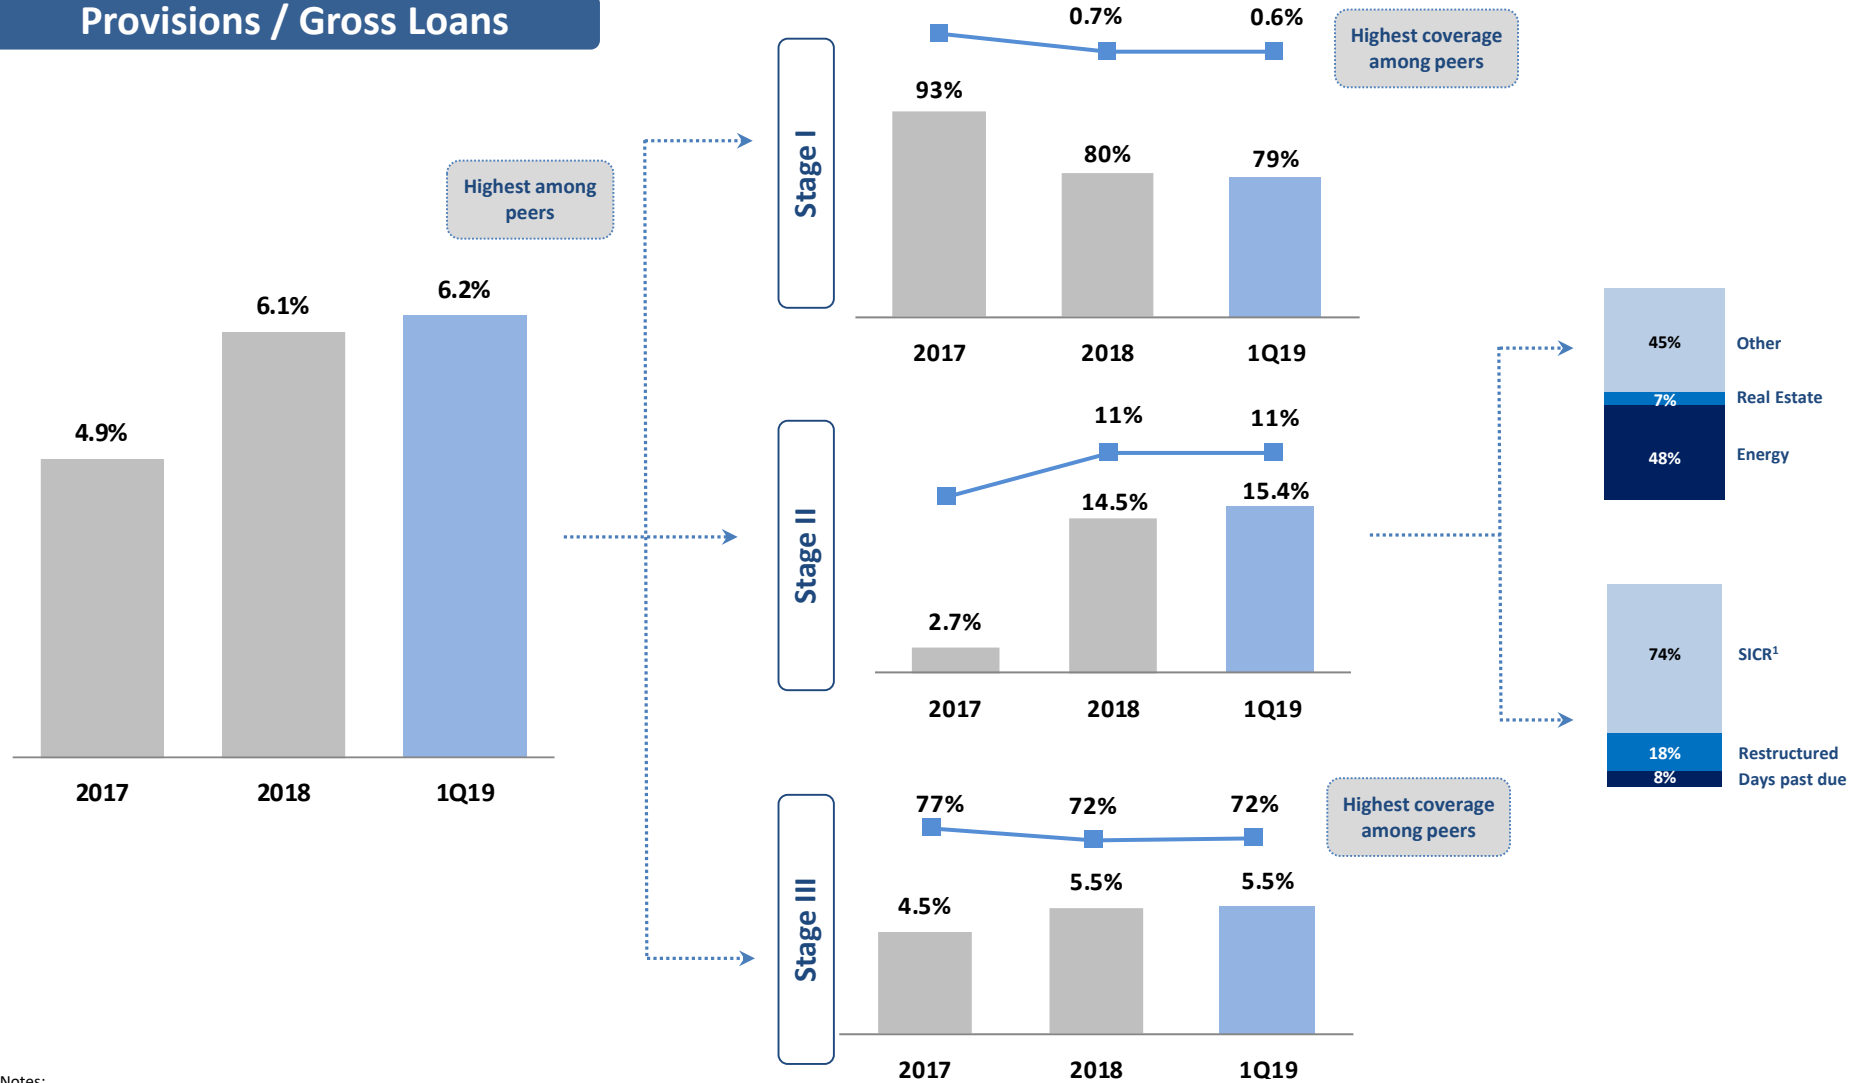 Provisions / Gross Loans
Highest among
peers
4.9%
6.1%
6.2%
2017
2018
1Q19
Stage I
0.7%
0.6%
Highest coverage
among peers
93%
80%
79%
2017
2018
1Q19
Stage II
11%
11%
2.7%
14.5%
15.4%
2017
2018
1Q19
Stage III
77%
72%
72%
Highest coverage
among peers
4.5%
5.5%
5.5%
2017
2018
1Q19
45%
Other
7%
Real Estate
48%
Energy
74%
SICR¹
18%
Restructured
8%
Days past due
Notes: